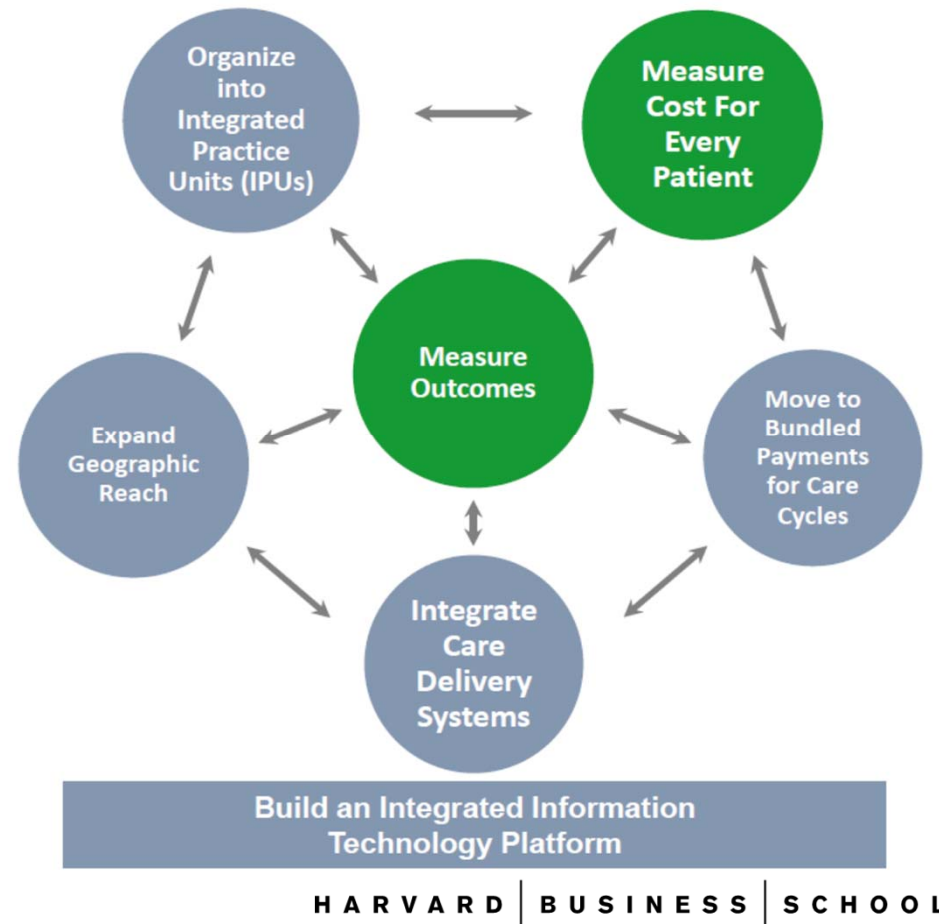 Organize
into
Integrated
Practice
Units (IPUs)
Measure
Cost For
Every
Patient
Measure
Outcomes
Expand
Geographic
Reach
Move to
Bundled
Payments
for Care
Cycles
Integrate
Care
Delivery
Systems
Build an Integrated Information
Technology Platform
HARVARD | BUSINESS | SCHOOL